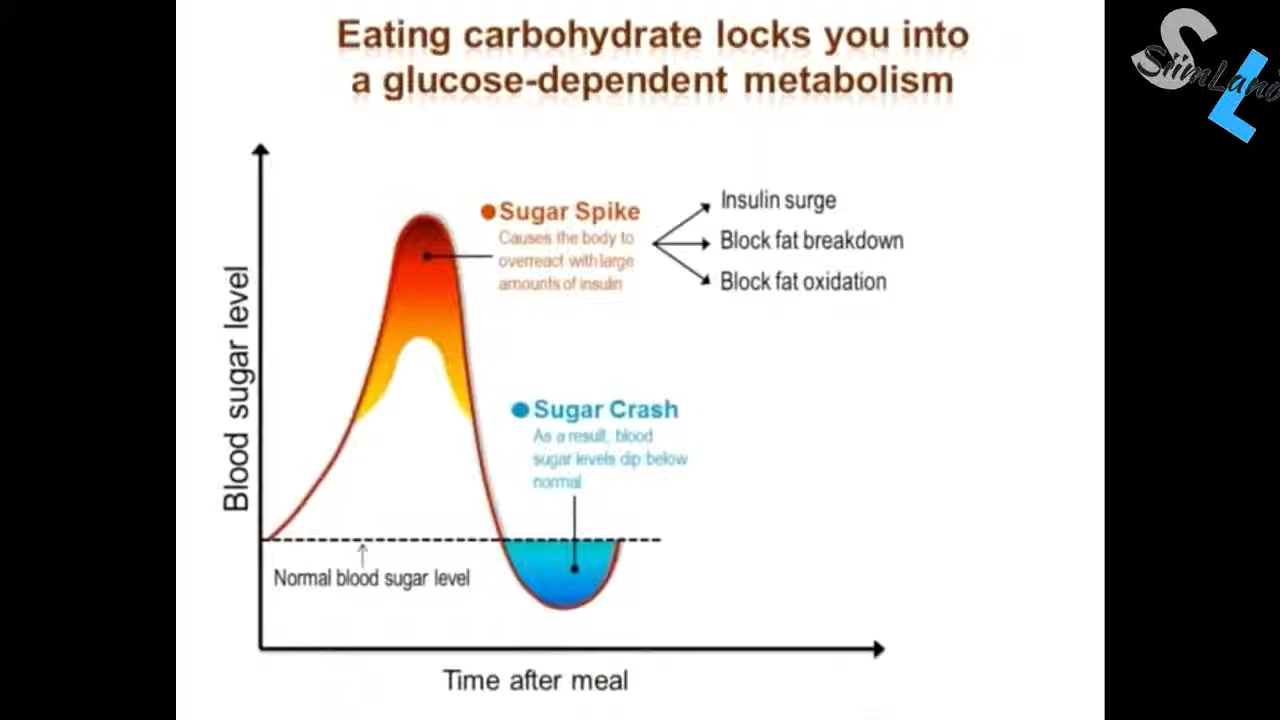 Eating carbohydrate locks you into
a glucose-dependent metabolism
SiimLand
Sugar Spike
Causes the body to
overreact with large
amounts of insulin
Insulin surge
Block fat breakdown
Block fat oxidation
Sugar Crash
As a result, blood
sugar levels dip below
normal
Blood sugar level
Normal blood sugar level
Time after meal